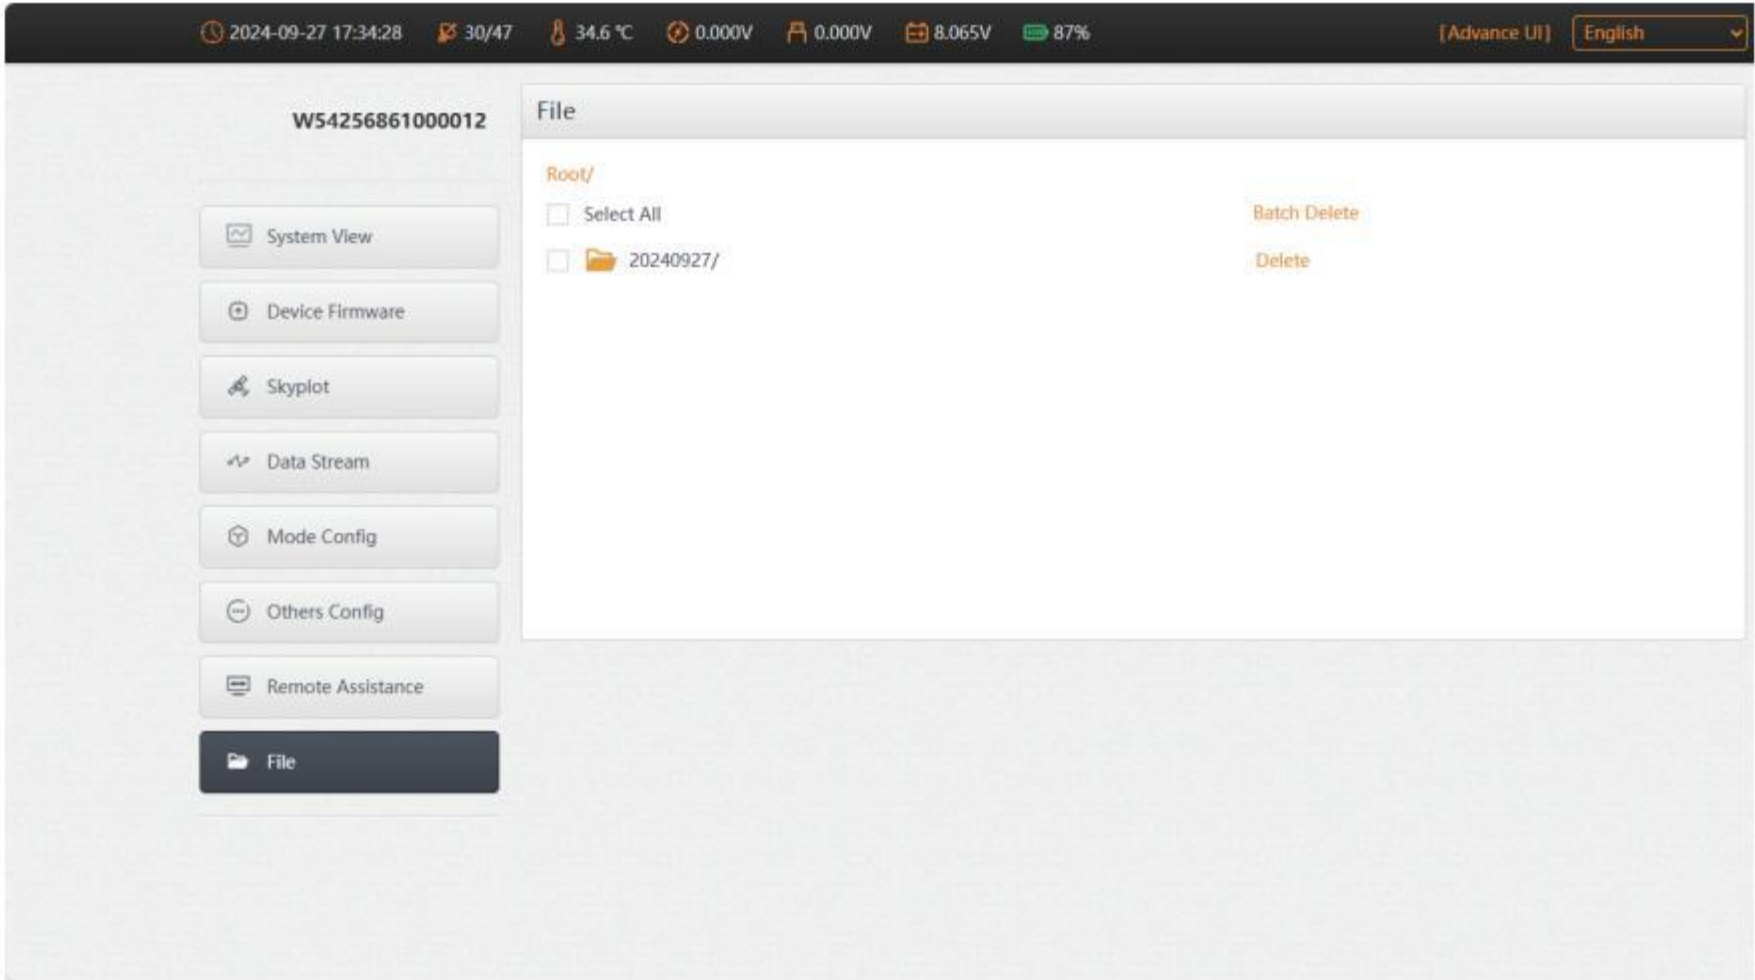 2024-09-27 17:34:28 30/47 34.6 ℃ 0.000V 0.000V 8.065V 87% [Advance UI] English
W54256861000012
System View
Device Firmware
Skyplot
Data Stream
Mode Config
Others Config
Remote Assistance
File
File
Root/
Select All Batch Delete
20240927/ Delete